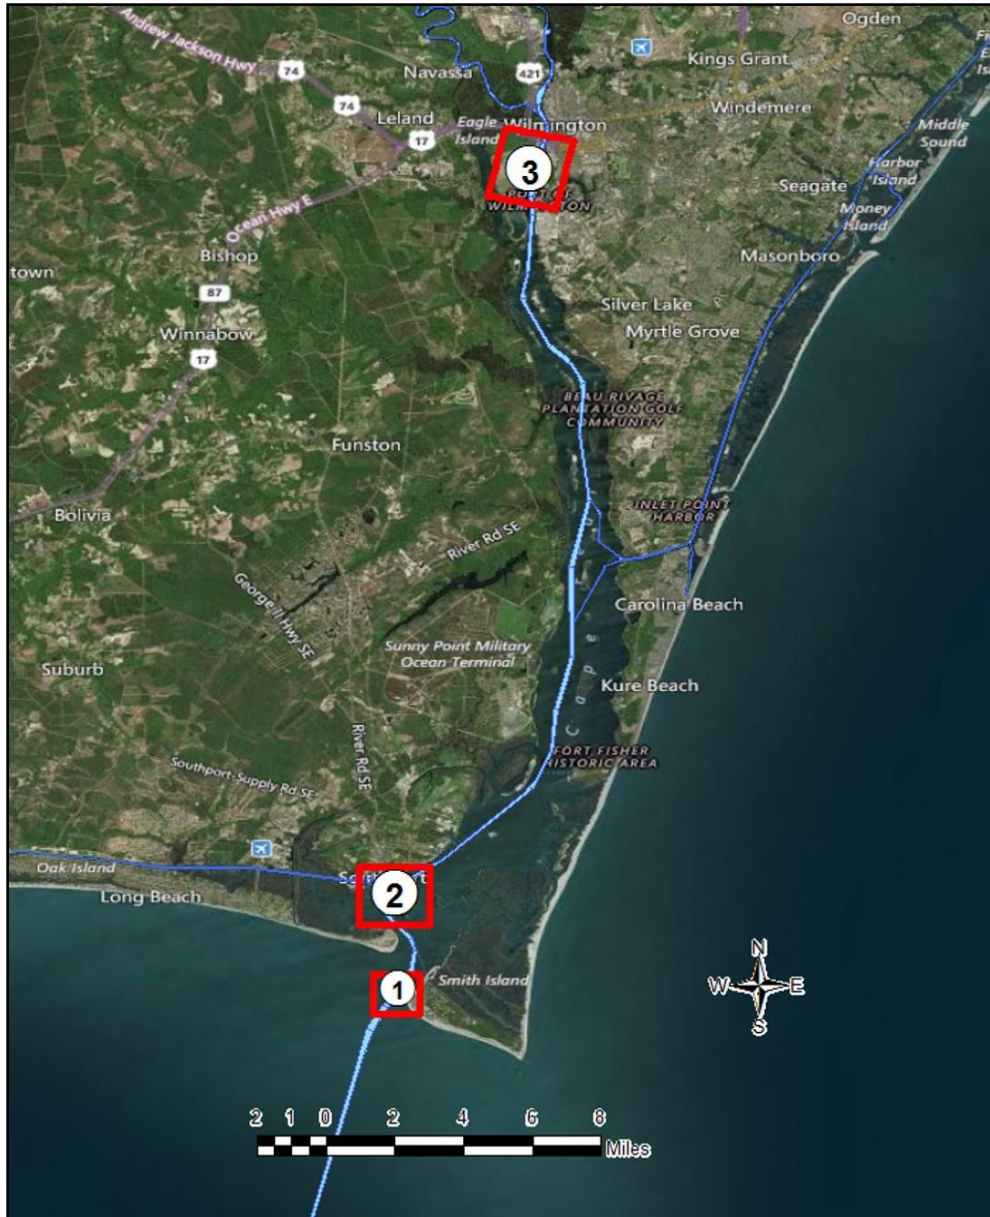 Ogden
Andrew Jackson Hwy
74
Navassa
421
Kings Grant
74
Leland
Windemere
17
Eagle
Island
Wilmington
Middle
Sound
3
Harbor
Island
Seagate
PORT OF
WILMINGTON
Money
Island
Ocean Hwy E
Bishop
Masonboro
town
87
Silver Lake
Winnabow
Myrtle Grove
17
BEAU RIVAGE
PLANTATION GOLF
COMMUNITY
Funston
INLET POINT
HARBOR
Bolivia
River Rd SE
George II Hwy SE
Carolina Beach
Sunny Point Military
Ocean Terminal
Suburb
Kure Beach
Cape
River Rd SE
FORT FISHER
HISTORIC AREA
Southport-Supply Rd SE
Oak Island
Southport
2
Long Beach
Smith Island
1
N
W E
S
2 1 0 2 4 6 8
Miles